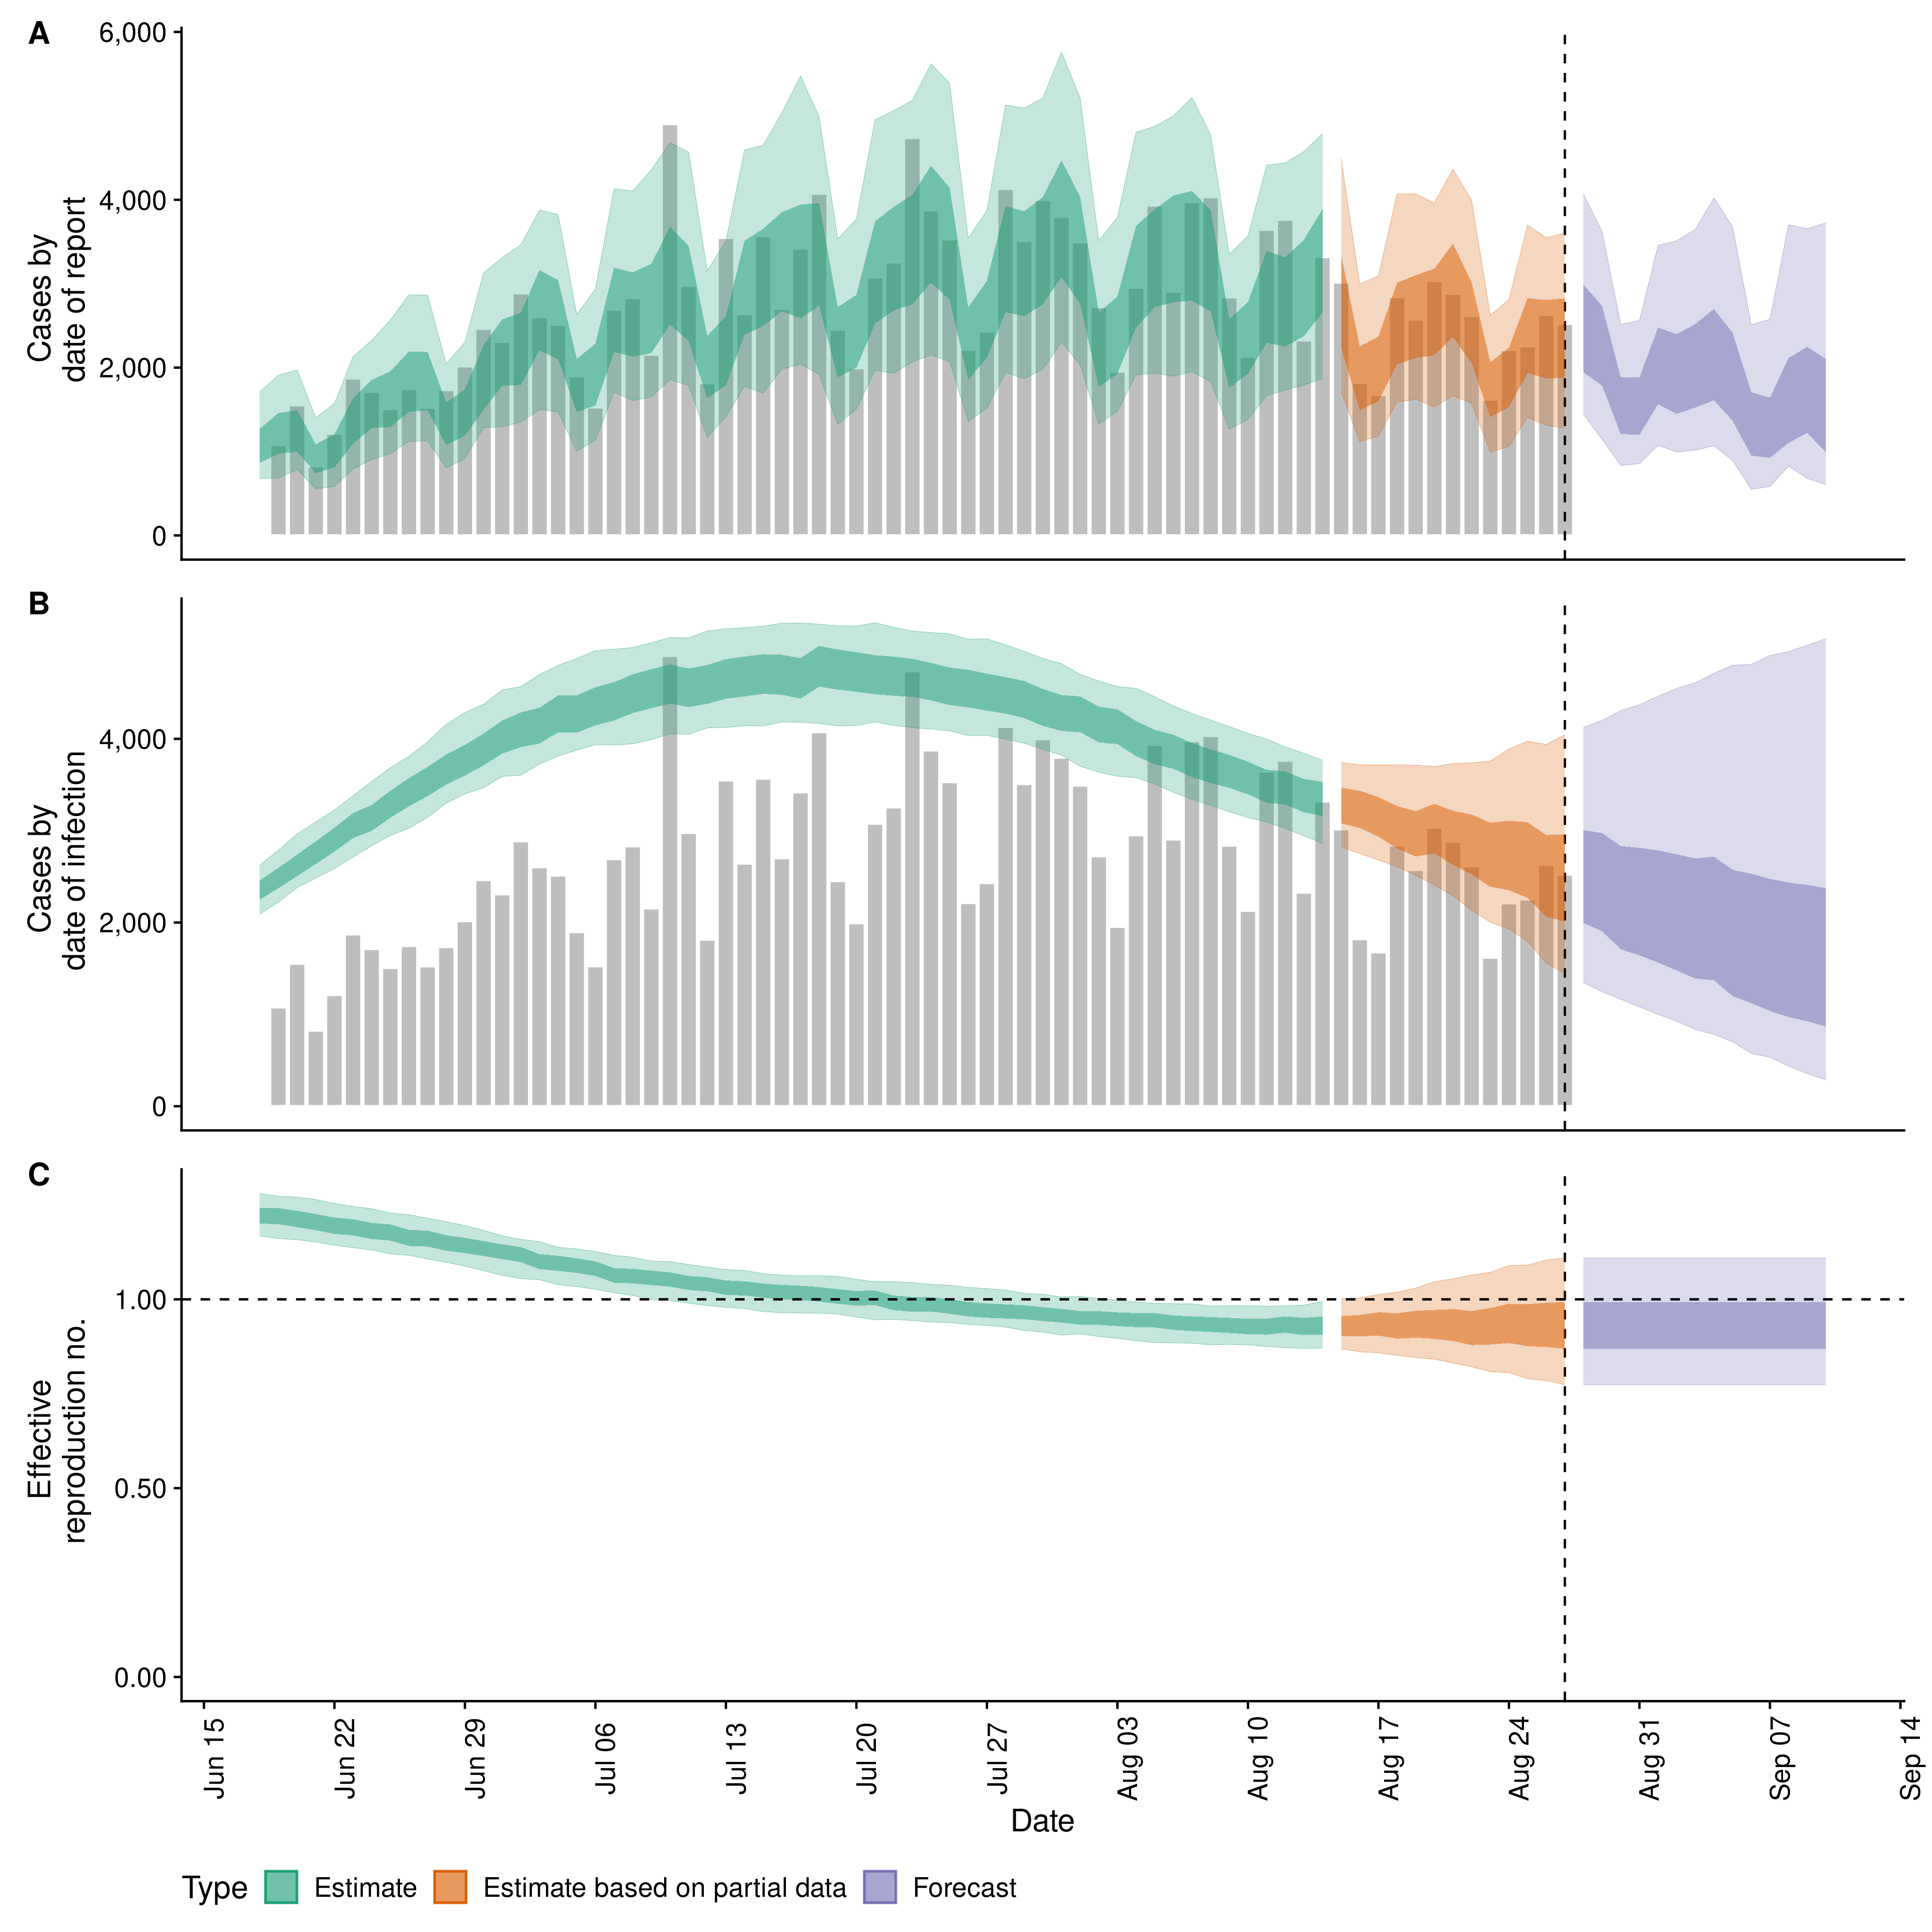 A
6,000
4,000
2,000
0
Cases by
date of report
B
4,000
2,000
0
Cases by
date of infection
C
1.00
0.50
0.00
Effective
reproduction no.
Jun 15
Jun 22
Jun 29
Jul 06
Jul 13
Jul 20
Jul 27
Aug 03
Aug 10
Aug 17
Aug 24
Aug 31
Sep 07
Sep 14
Date
Type Estimate Estimate based on partial data Forecast